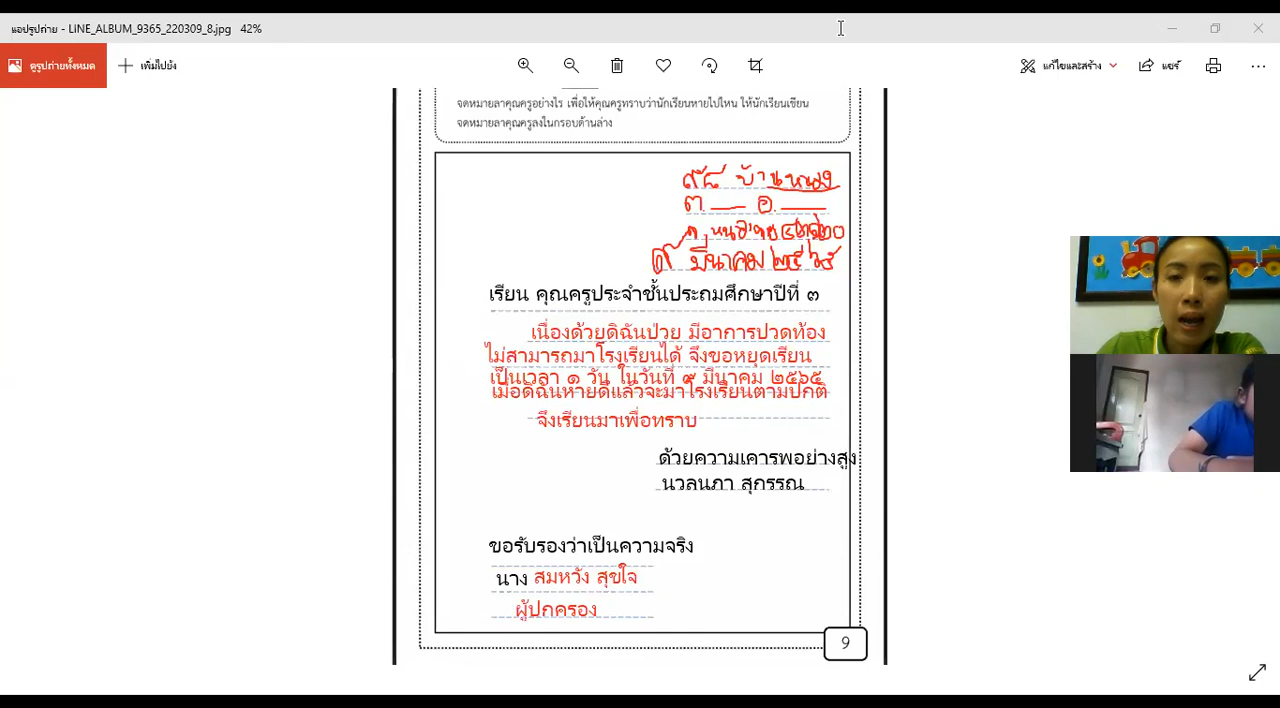 แอปรูปถ่าย - LINE_ALBUM_9365_220309_8.jpg 42%
ดูรูปถ่ายทั้งหมด
เพิ่มไปยัง
แก้ไขและสร้าง
แชร์
จดหมายลาคุณครูอย่างไร เพื่อให้คุณครูทราบว่านักเรียนหายไปไหน ให้นักเรียนเขียน
จดหมายลาคุณครูลงในกรอบด้านล่าง
๙๘ บ้านหนอง
ต. อ.
๙ มีนาคม ๒๕๖๕
เรียน คุณครูประจำชั้นประถมศึกษาปีที่ ๓
เนื่องด้วยดิฉันป่วย มีอาการปวดท้อง
ไม่สามารถมาโรงเรียนได้ จึงขอหยุดเรียน
เป็นเวลา ๑ วัน ในวันที่ ๙ มีนาคม ๒๕๖๕
เมื่อดิฉันหายดีแล้วจะมาโรงเรียนตามปกติ
จึงเรียนมาเพื่อทราบ
ด้วยความเคารพอย่างสูง
นวลนภา สุกรรณ
ขอรับรองว่าเป็นความจริง
นาง สมหวัง สุขใจ
ผู้ปกครอง
9